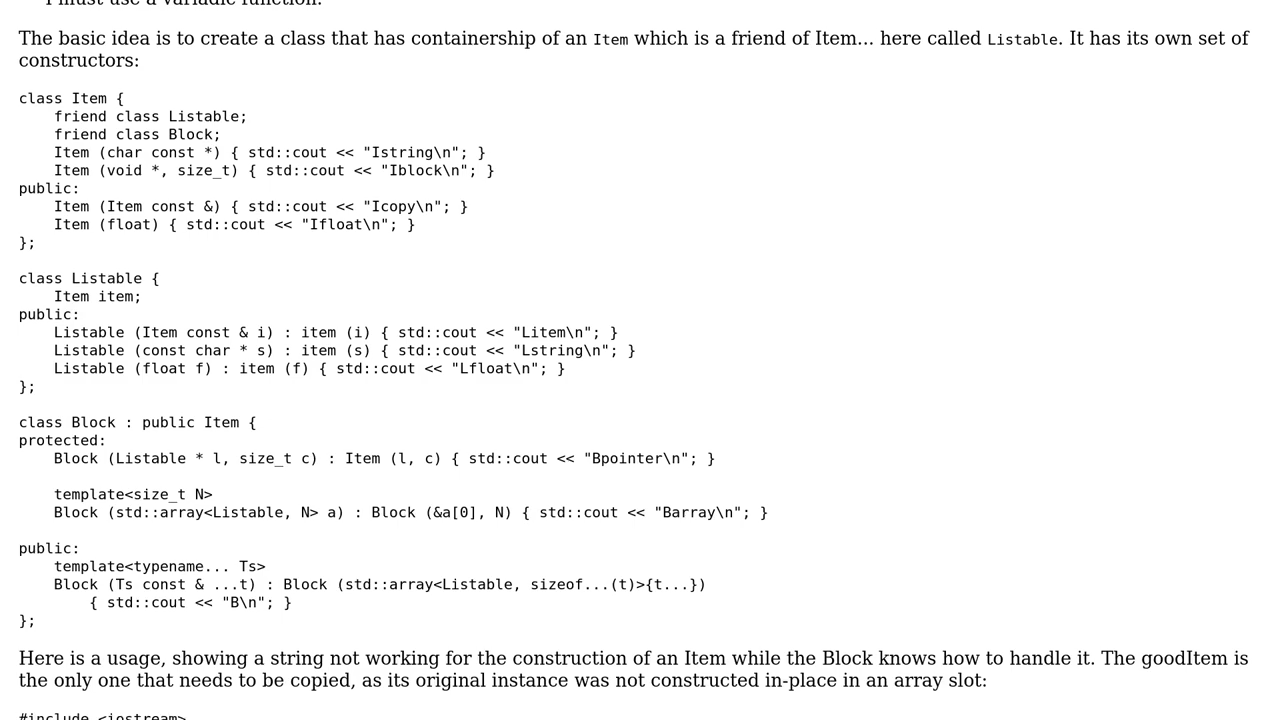 I must use a variadic function.
The basic idea is to create a class that has containership of an Item which is a friend of Item... here called Listable. It has its own set of
constructors:
class Item {
    friend class Listable;
    friend class Block;
    Item (char const *) { std::cout << "Istring\n"; }
    Item (void *, size_t) { std::cout << "Iblock\n"; }
public:
    Item (Item const &) { std::cout << "Icopy\n"; }
    Item (float) { std::cout << "Ifloat\n"; }
};
class Listable {
    Item item;
public:
    Listable (Item const & i) : item (i) { std::cout << "Litem\n"; }
    Listable (const char * s) : item (s) { std::cout << "Lstring\n"; }
    Listable (float f) : item (f) { std::cout << "Lfloat\n"; }
};
class Block : public Item {
protected:
    Block (Listable * l, size_t c) : Item (l, c) { std::cout << "Bpointer\n"; }
    template<size_t N>
    Block (std::array<Listable, N> a) : Block (&a[0], N) { std::cout << "Barray\n"; }
public:
    template<typename... Ts>
    Block (Ts const & ...t) : Block (std::array<Listable, sizeof...(t)>{t...})
        { std::cout << "B\n"; }
};
Here is a usage, showing a string not working for the construction of an Item while the Block knows how to handle it. The goodItem is
the only one that needs to be copied, as its original instance was not constructed in-place in an array slot:
#include <iostream>